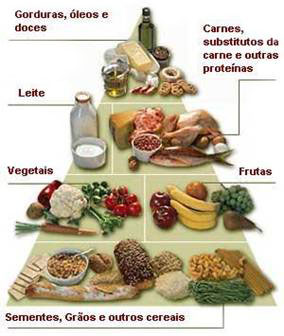 Gorduras, óleos e
doces
Carnes,
substitutos da
carne e outras
proteínas
Leite
Vegetais
Frutas
Sementes, Grãos e outros cereais